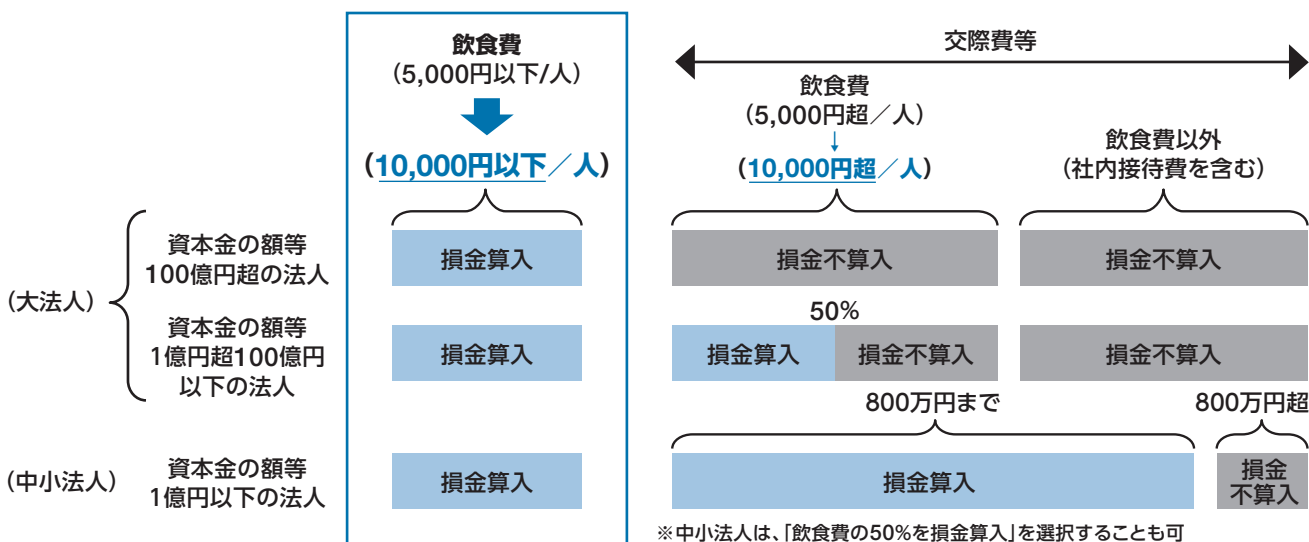 飲食費
（5,000円以下/人）
（10,000円以下／人）
交際費等
飲食費
（5,000円超／人）
↓
（10,000円超／人）
飲食費以外
（社内接待費を含む）
（大法人）
資本金の額等
100億円超の法人
損金算入
損金不算入
損金不算入
資本金の額等
1億円超100億円
以下の法人
損金算入
50%
損金算入
損金不算入
損金不算入
800万円まで
800万円超
（中小法人）
資本金の額等
1億円以下の法人
損金算入
損金算入
損金
不算入
※中小法人は、「飲食費の50%を損金算入」を選択することも可